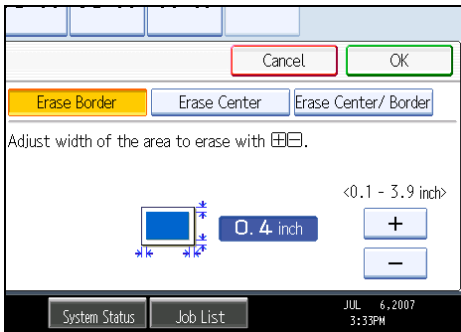 Cancel OK
Erase Border Erase Center Erase Center/ Border
Adjust width of the area to erase with ⊞⊟.
<0.1 - 3.9 inch>
0.4 inch
+
−
System Status Job List JUL 6,2007
3:33PM